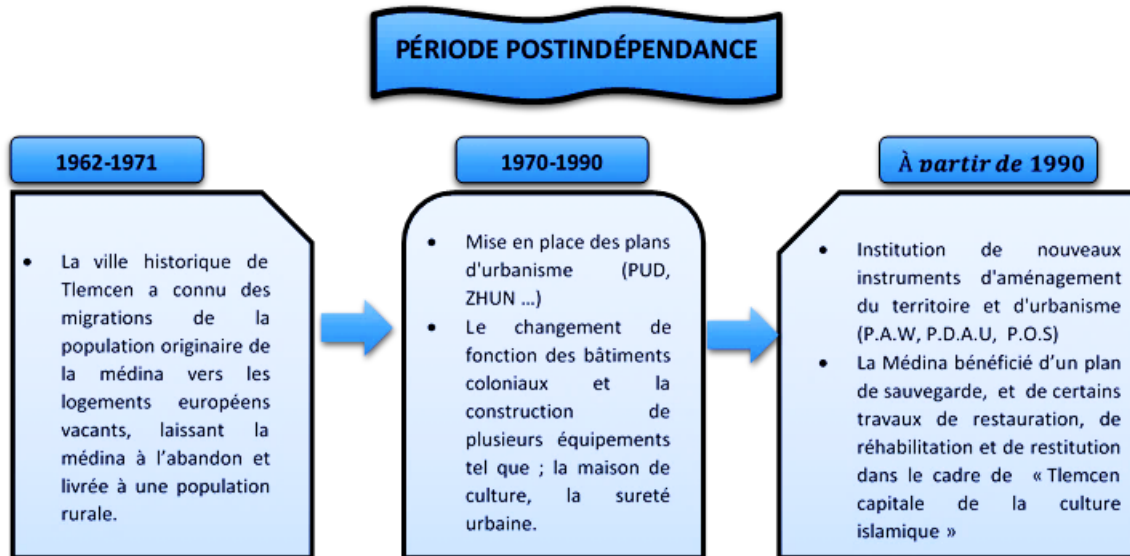 PÉRIODE POSTINDÉPENDANCE
1962-1971
• La ville historique de
Tlemcen a connu des
migrations de la
population originaire de
la médina vers les
logements européens
vacants, laissant la
médina à l'abandon et
livrée à une population
rurale.
1970-1990
• Mise en place des plans
d'urbanisme (PUD,
ZHUN ...)
• Le changement de
fonction des bâtiments
coloniaux et la
construction de
plusieurs équipements
tel que ; la maison de
culture, la sureté
urbaine.
À partir de 1990
• Institution de nouveaux
instruments d'aménagement
du territoire et d'urbanisme
(P.A.W, P.D.A.U, P.O.S)
• La Médina bénéficié d'un plan
de sauvegarde, et de certains
travaux de restauration, de
réhabilitation et de restitution
dans le cadre de « Tlemcen
capitale de la culture
islamique »